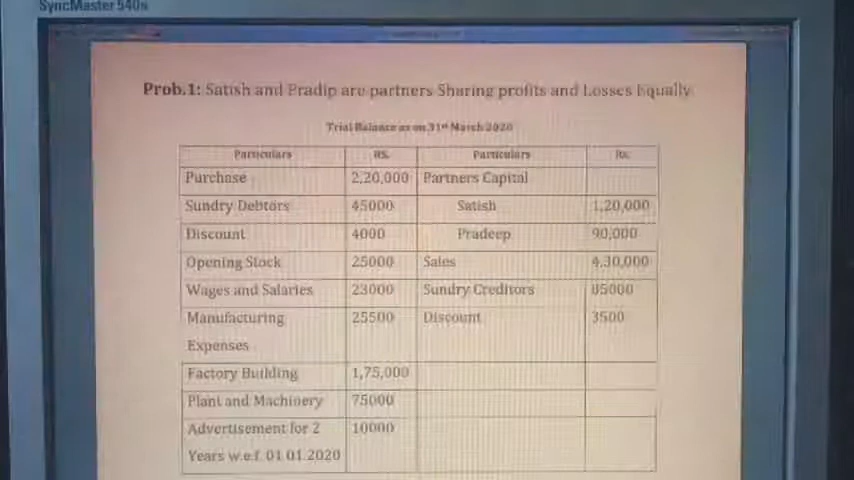 SyncMaster 540n
Prob.1: Satish and Pradip are partners Sharing profits and Losses Equally
Trial Balance as on 31st March 2020
Particulars RS. Particulars Rs.
Purchase 2,20,000 Partners Capital
Sundry Debtors 45000 Satish 1,20,000
Discount 4000 Pradeep 90,000
Opening Stock 25000 Sales 4,30,000
Wages and Salaries 23000 Sundry Creditors 85000
Manufacturing 25500 Discount 3500
Expenses
Factory Building 1,75,000
Plant and Machinery 75000
Advertisement for 2 10000
Years w.e.f. 01.01.2020